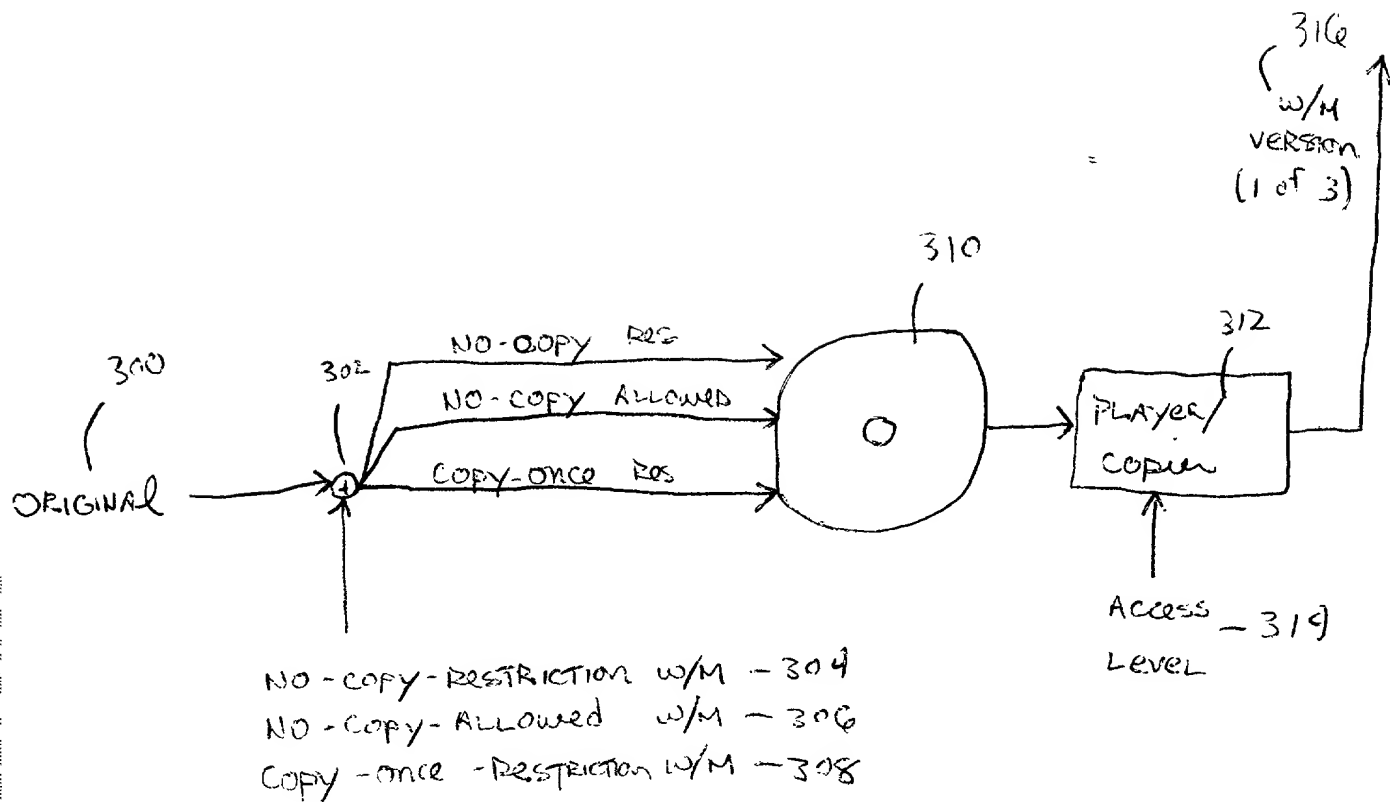 316
W/M
VERSION
(1 of 3)
310
312
300
302
NO-COPY RES
NO-COPY ALLOWED
COPY-ONCE RES
ORIGINAL
+
PLAYER/
COPIER
ACCESS - 314
LEVEL
NO-COPY-RESTRICTION W/M - 304
NO-COPY-ALLOWED W/M - 306
COPY-ONCE-RESTRICTION W/M - 308